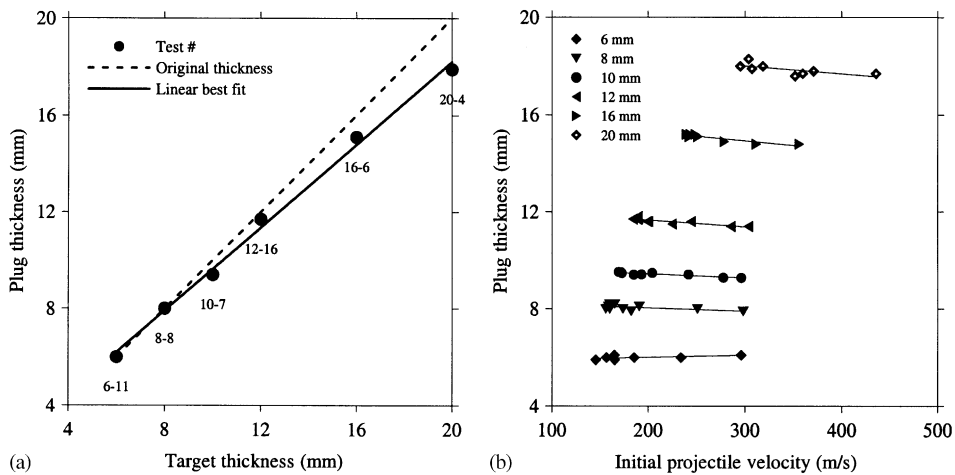 20
16
12
8
4
Plug thickness (mm)
Test #
Original thickness
Linear best fit
20-4
16-6
12-16
10-7
8-8
6-11
4
8
12
16
20
(a)
Target thickness (mm)
20
16
12
8
4
Plug thickness (mm)
6 mm
8 mm
10 mm
12 mm
16 mm
20 mm
100
200
300
400
500
(b)
Initial projectile velocity (m/s)